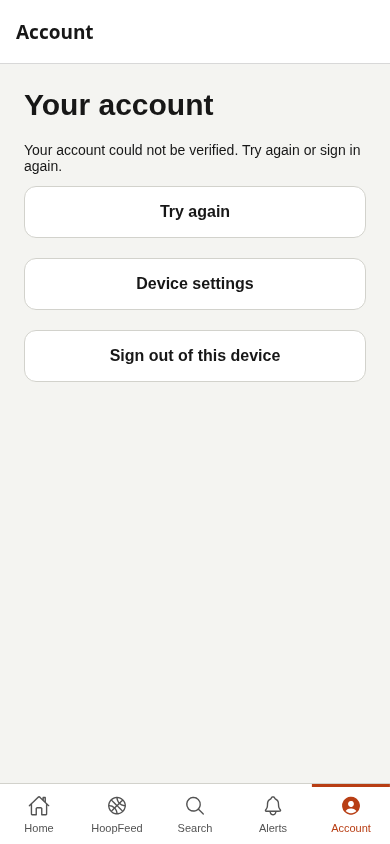 Account
Your account
Your account could not be verified. Try again or sign in
again.
Try again
Device settings
Sign out of this device
Home
HoopFeed
Search
Alerts
Account